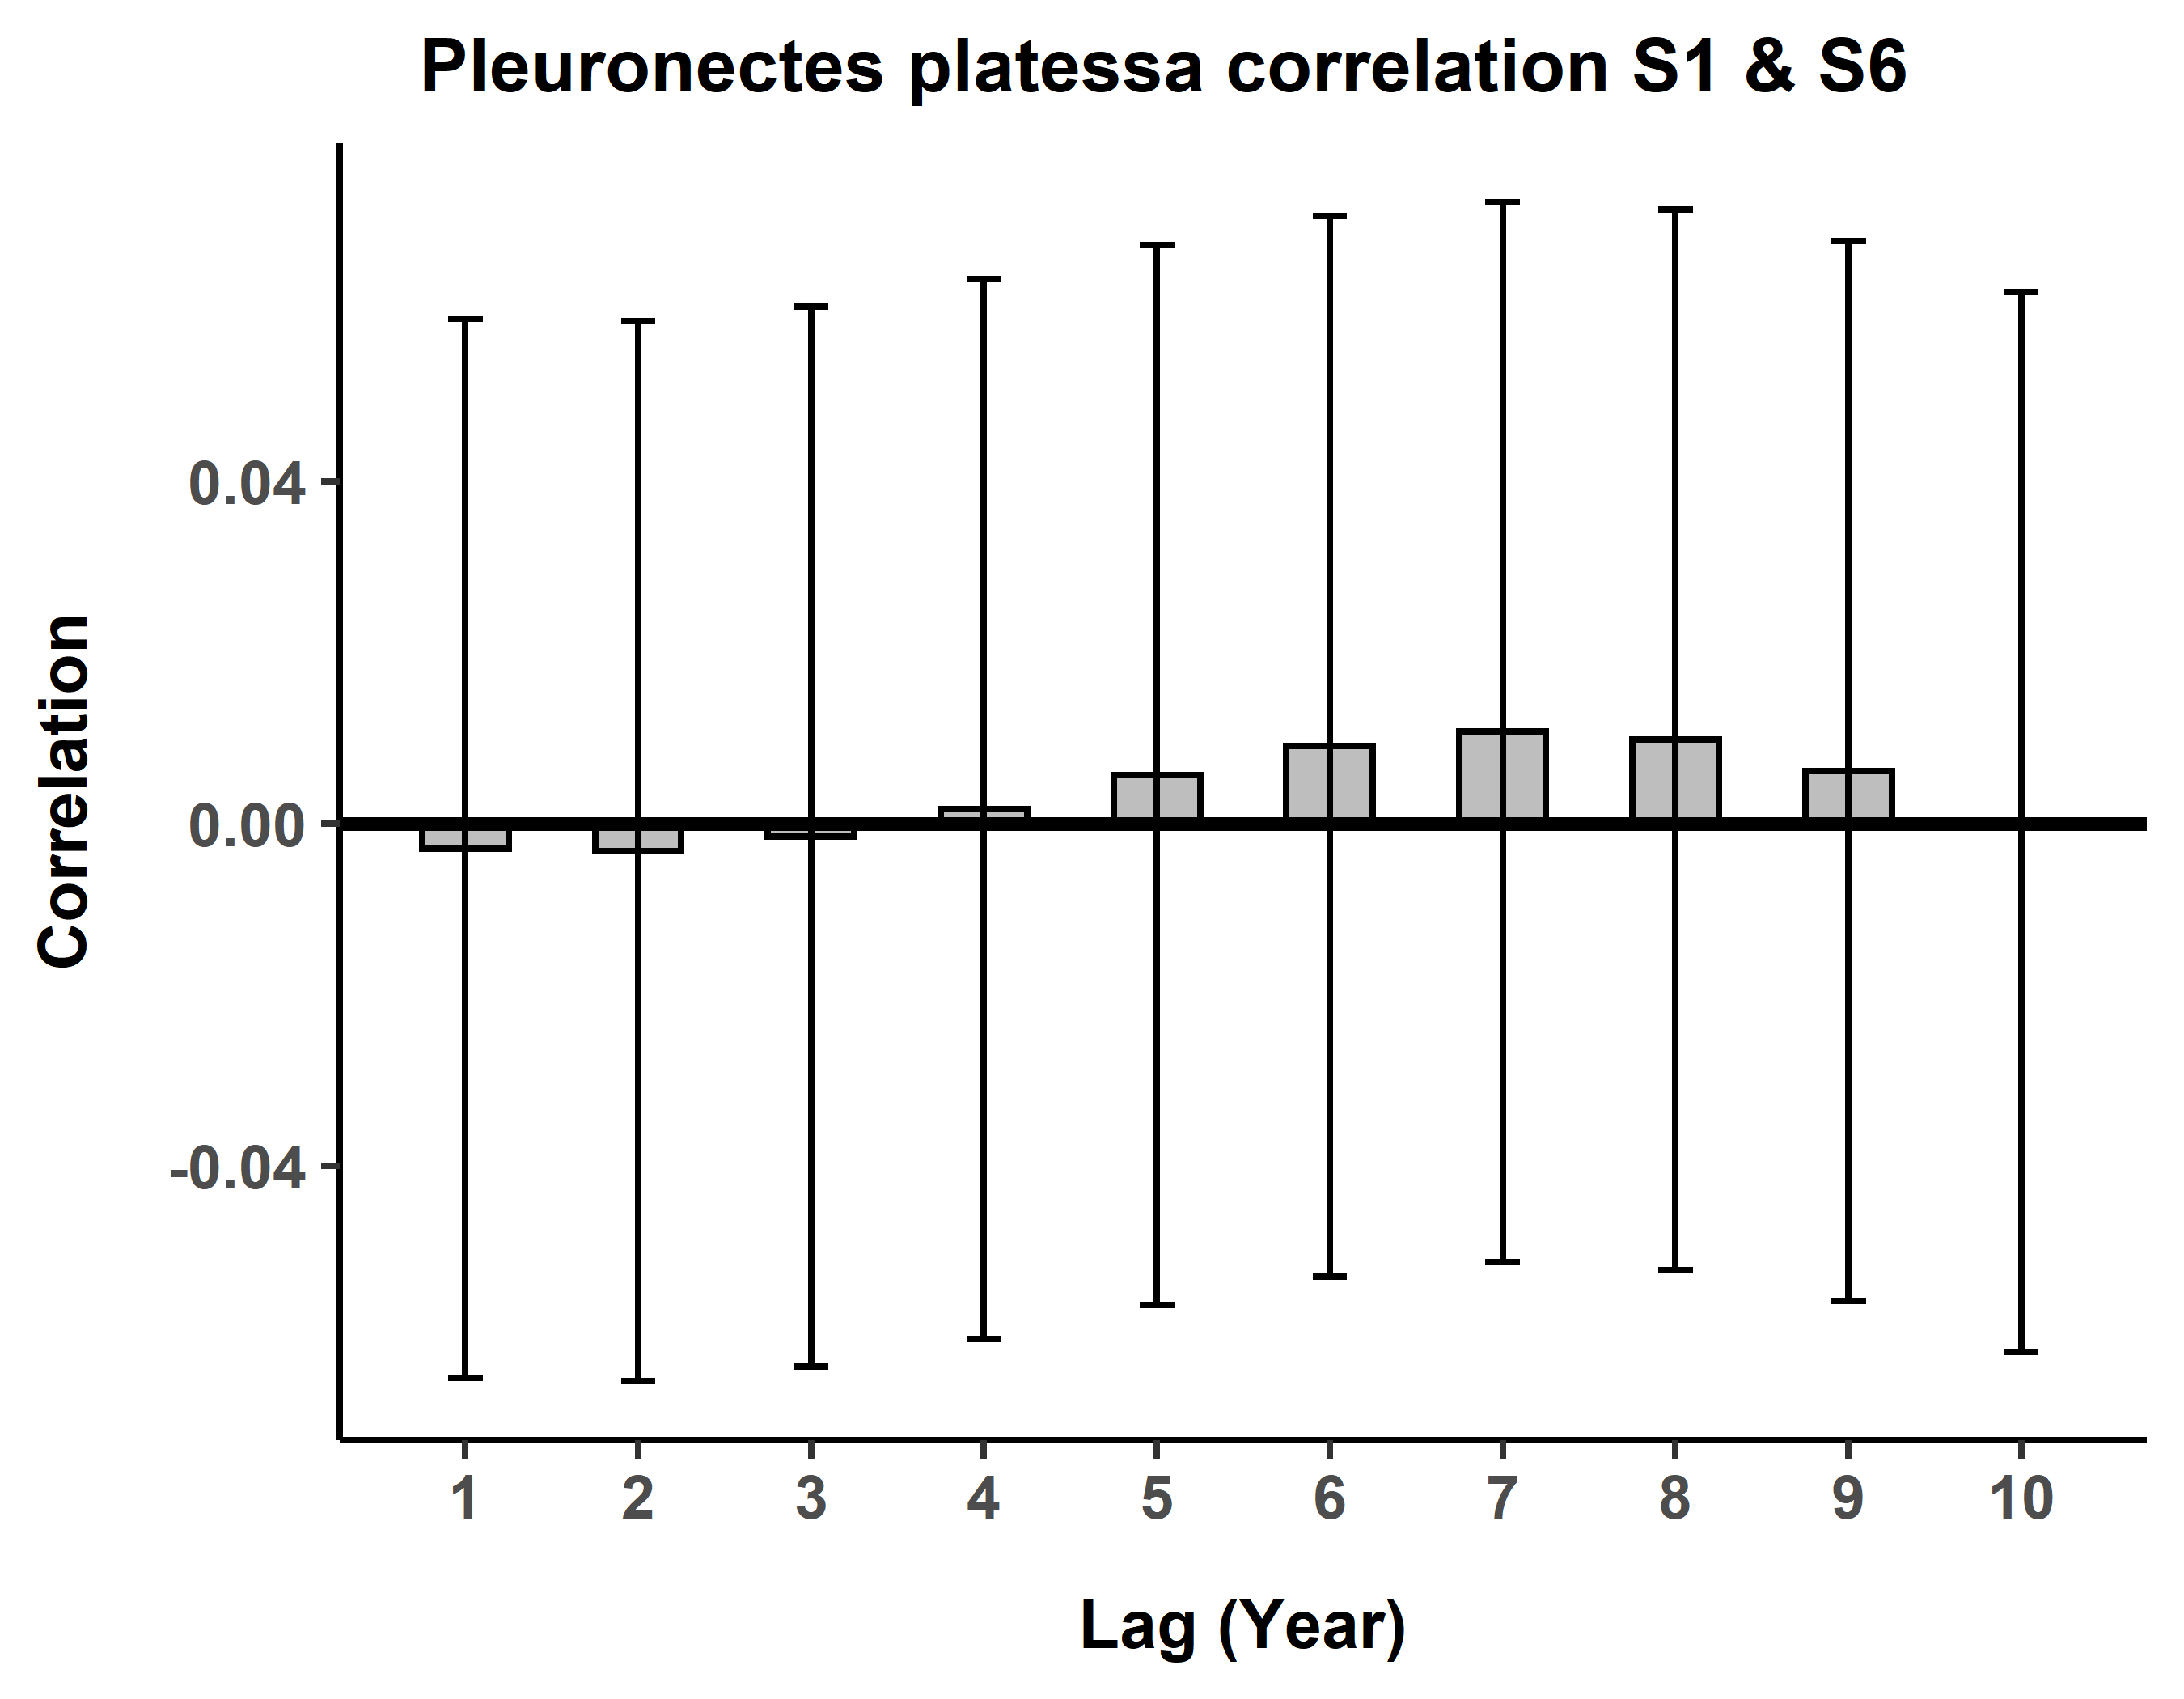 Pleuronectes platessa correlation S1 & S6
Correlation
0.04
0.00
-0.04
1 2 3 4 5 6 7 8 9 10
Lag (Year)